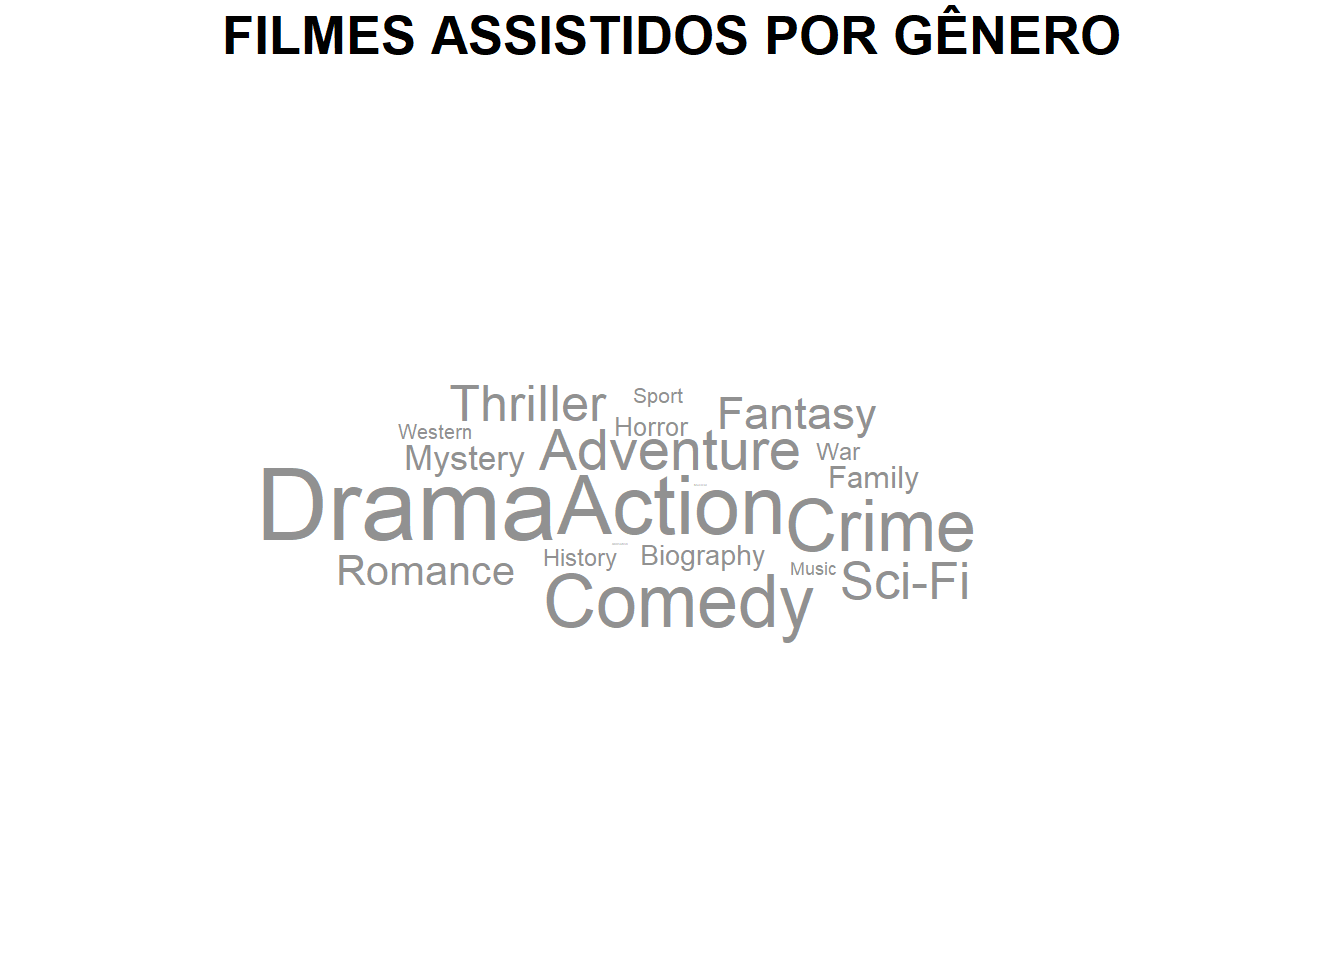 FILMES ASSISTIDOS POR GÊNERO
Thriller
Sport
Fantasy
Horror
Western
Adventure
War
Mystery
Family
Drama
Action
Crime
History
Biography
Romance
Music
Sci-Fi
Comedy